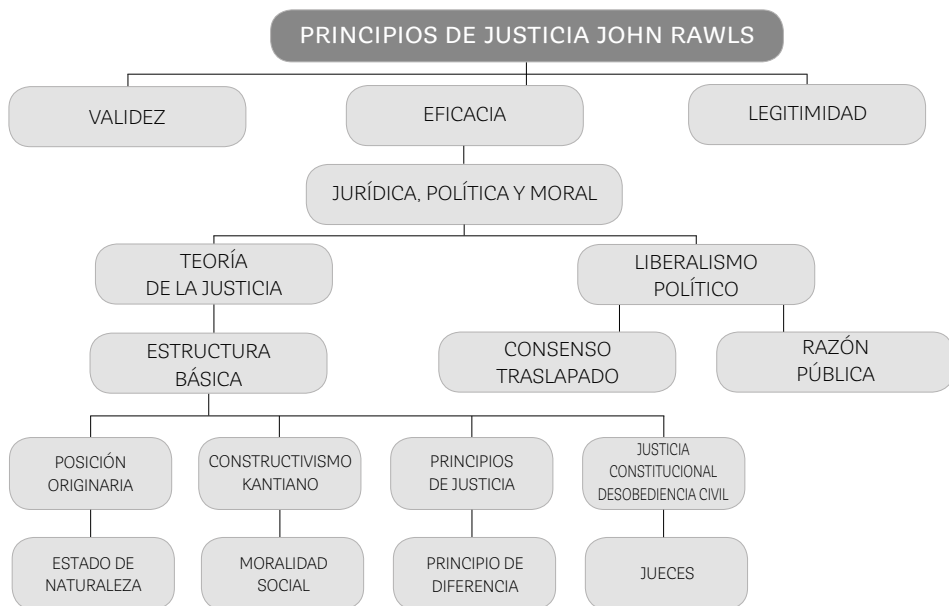 PRINCIPIOS DE JUSTICIA JOHN RAWLS
VALIDEZ
EFICACIA
LEGITIMIDAD
JURÍDICA, POLÍTICA Y MORAL
TEORÍA
DE LA JUSTICIA
LIBERALISMO
POLÍTICO
ESTRUCTURA
BÁSICA
CONSENSO
TRASLAPADO
RAZÓN
PÚBLICA
POSICIÓN
ORIGINARIA
CONSTRUCTIVISMO
KANTIANO
PRINCIPIOS
DE JUSTICIA
JUSTICIA
CONSTITUCIONAL
DESOBEDIENCIA CIVIL
ESTADO DE
NATURALEZA
MORALIDAD
SOCIAL
PRINCIPIO DE
DIFERENCIA
JUECES